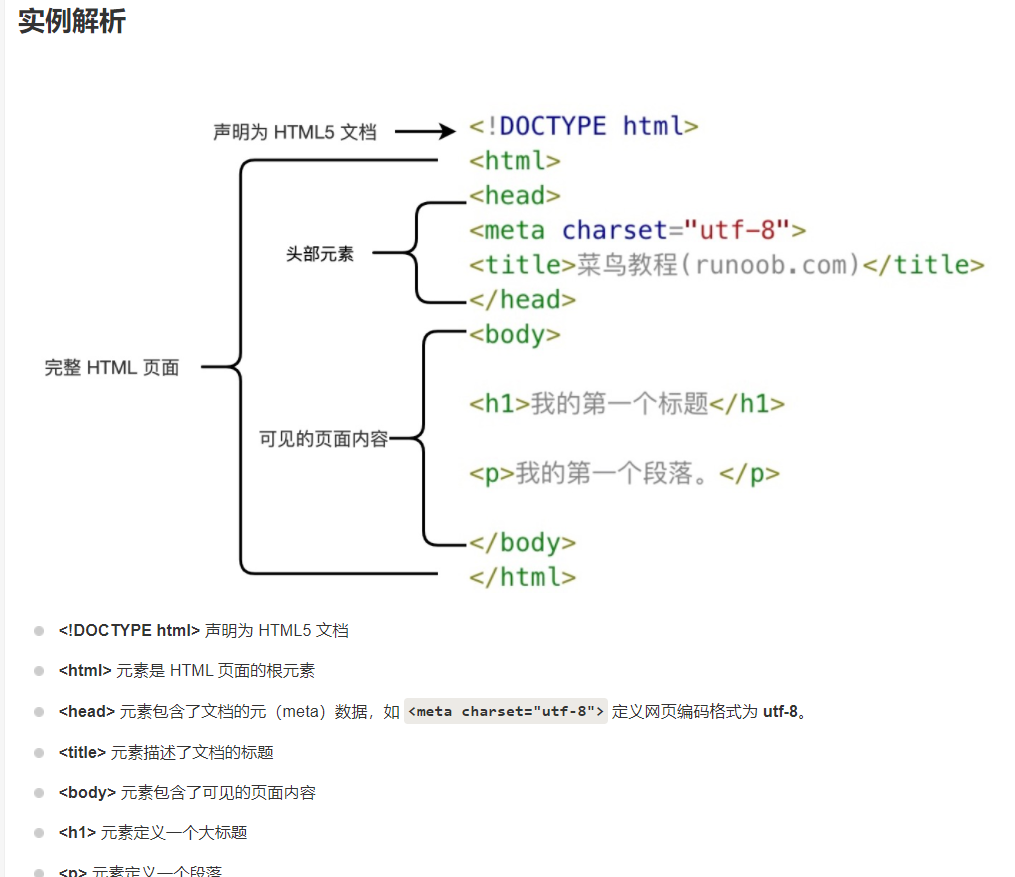 实例解析
声明为 HTML5 文档
<!DOCTYPE html>
<html>
<head>
头部元素
<meta charset="utf-8">
<title>菜鸟教程(runoob.com)</title>
</head>
<body>
完整 HTML 页面
<h1>我的第一个标题</h1>
可见的页面内容
<p>我的第一个段落。</p>
</body>
</html>
<!DOCTYPE html> 声明为 HTML5 文档
<html> 元素是 HTML 页面的根元素
<head> 元素包含了文档的元（meta）数据，如 <meta charset="utf-8"> 定义网页编码格式为 utf-8。
<title> 元素描述了文档的标题
<body> 元素包含了可见的页面内容
<h1> 元素定义一个大标题
<p> 元素定义一个段落